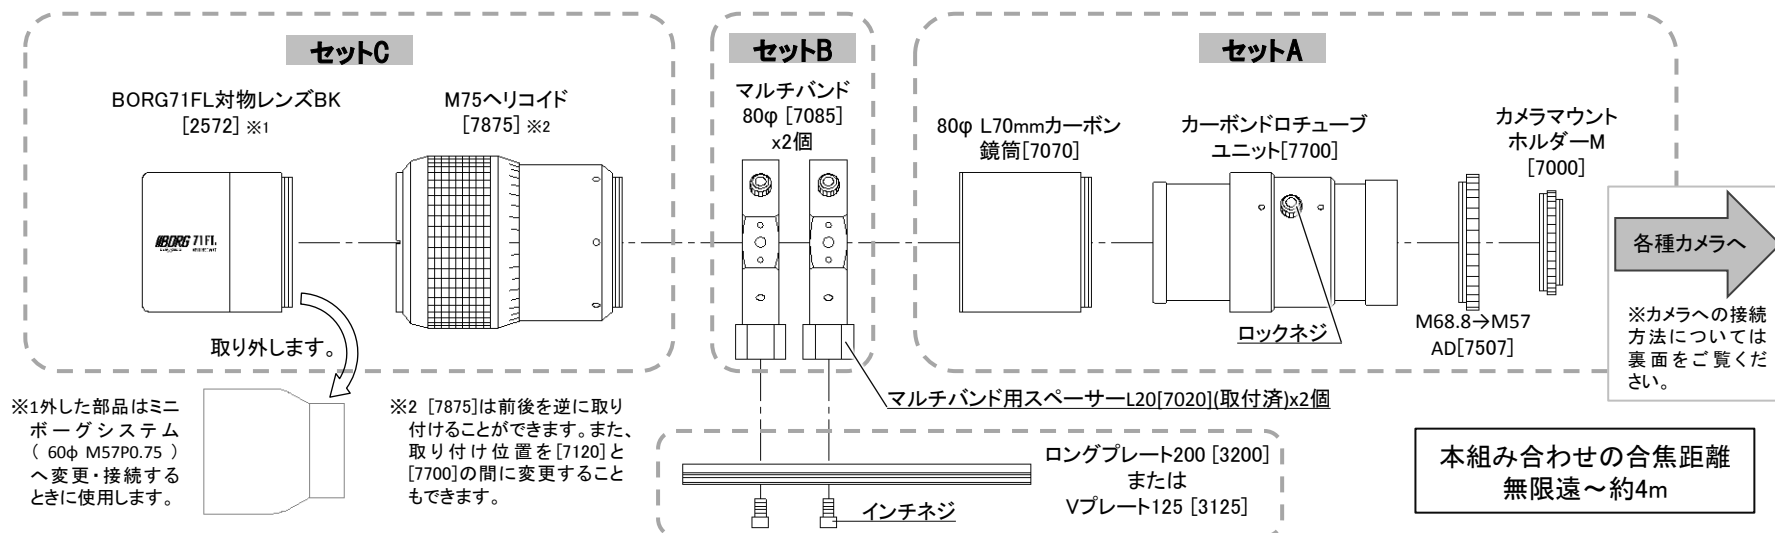 セットC
BORG71FL対物レンズBK
[2572] ※1
M75ヘリコイド
[7875] ※2
BORG 71FL
取り外します。
※1外した部品はミニ
ボーグシステム
( 60φ M57P0.75 )
へ変更・接続する
ときに使用します。
※2 [7875]は前後を逆に取り
付けることができます。また、
取り付け位置を[7120]と
[7700]の間に変更すること
もできます。
セットB
マルチバンド
80φ [7085]
x2個
マルチバンド用スペーサーL20[7020](取付済)x2個
ロングプレート200 [3200]
または
Vプレート125 [3125]
インチネジ
セットA
80φ L70mmカーボン
鏡筒[7070]
カーボンドロチューブ
ユニット[7700]
ロックネジ
M68.8→M57
AD[7507]
カメラマウント
ホルダーM
[7000]
各種カメラへ
※カメラへの接続
方法については
裏面をご覧くだ
さい。
本組み合わせの合焦距離
無限遠~約4m